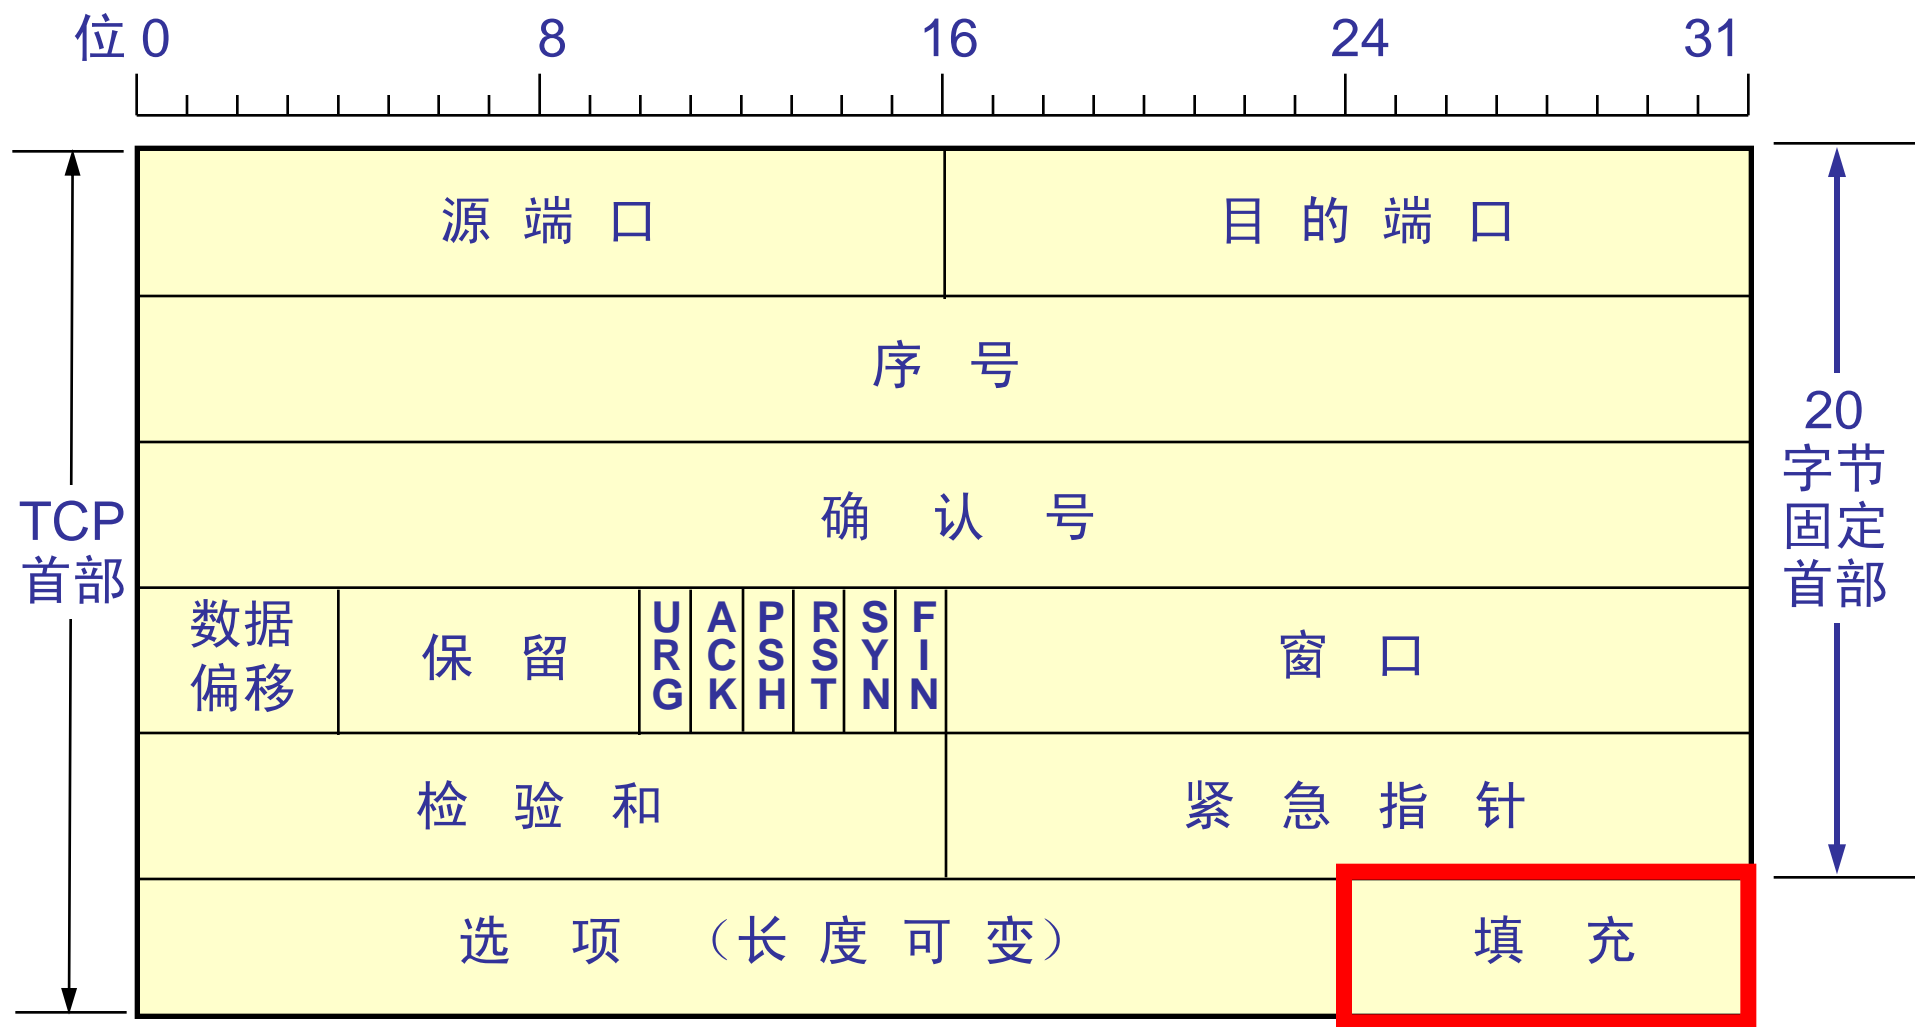 位 0 8 16 24 31
源端口 目的端口
序号
确认号
TCP
首部
20
字节
固定
首部
数据
偏移
保留
URG
ACK
PSH
RST
SYN
FIN
窗口
检验和 紧急指针
选项（长度可变） 填充